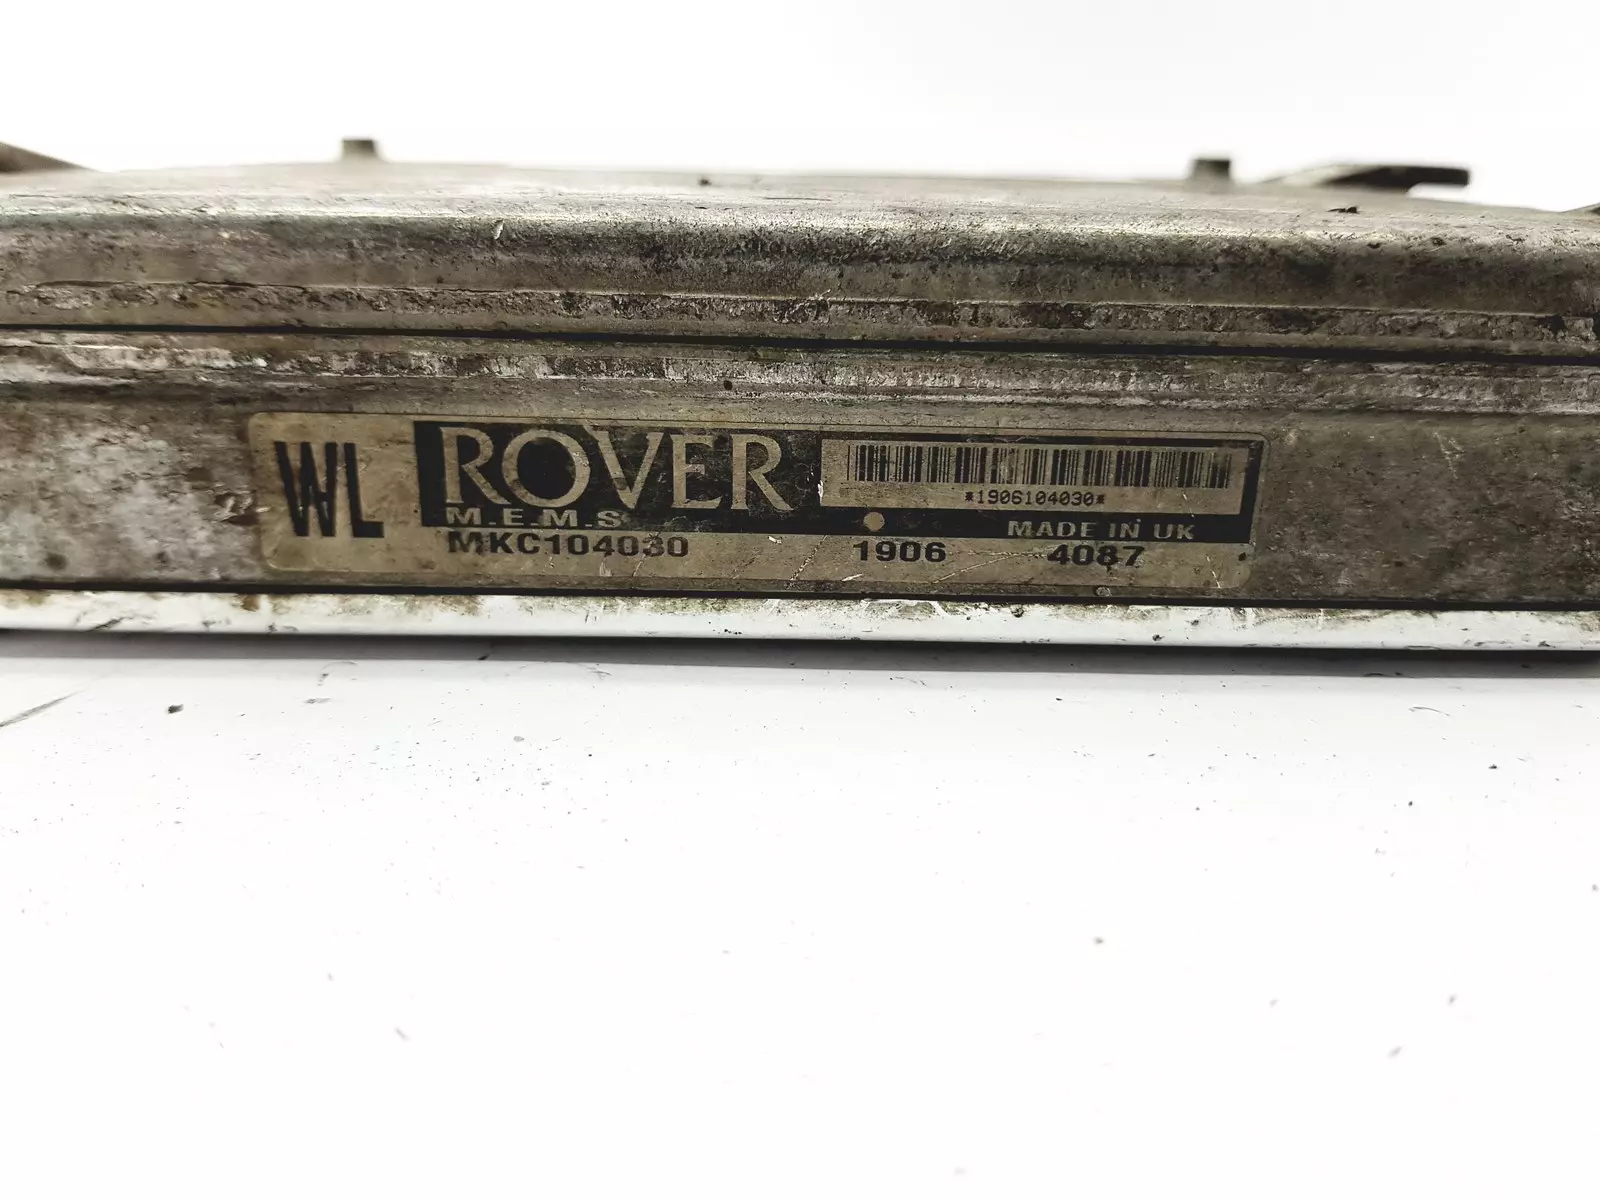 WL
ROVER
*1906104030*
M.E.M.S
MADE IN UK
MKC104030 1906 4087